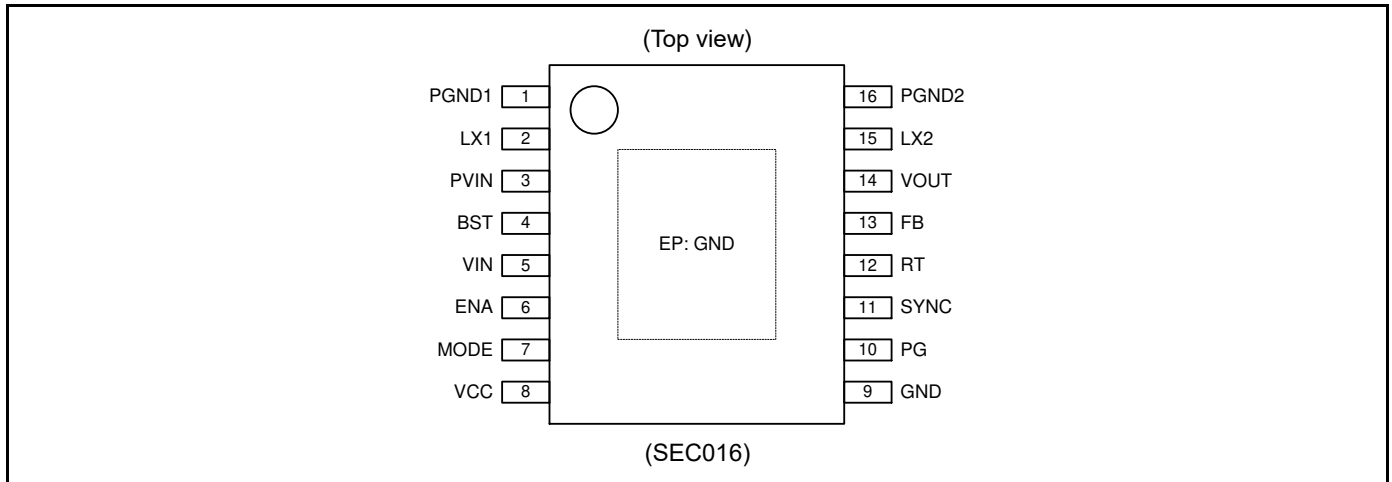 (Top view)
PGND1 1 16 PGND2
LX1 2 15 LX2
PVIN 3 14 VOUT
BST 4 13 FB
EP: GND
VIN 5 12 RT
ENA 6 11 SYNC
MODE 7 10 PG
VCC 8 9 GND
(SEC016)